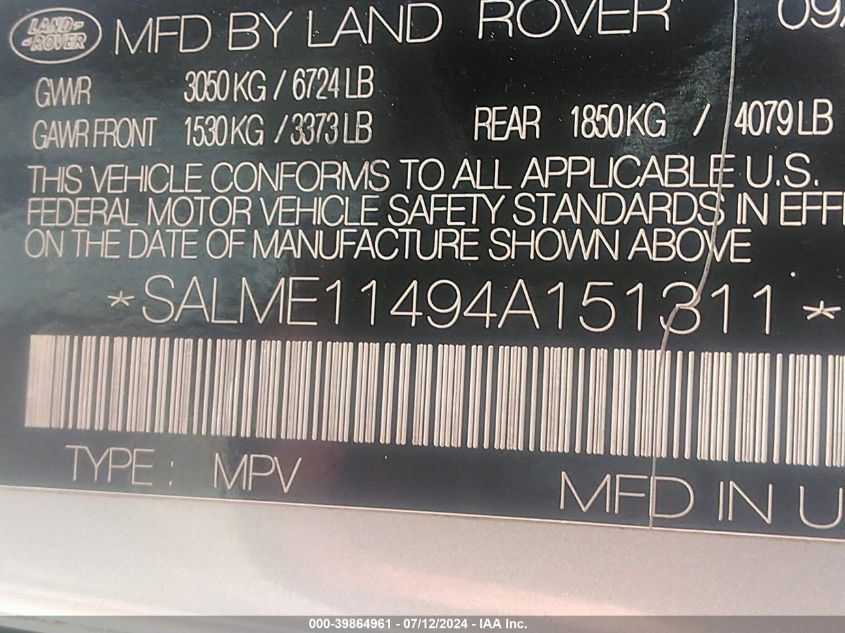 LAND-
-ROVER
MFD BY LAND ROVER 09/
GVWR 3050 KG / 6724 LB
GAWR FRONT 1530 KG / 3373 LB REAR 1850 KG / 4079 LB
THIS VEHICLE CONFORMS TO ALL APPLICABLE U.S.
FEDERAL MOTOR VEHICLE SAFETY STANDARDS IN EFFE
ON THE DATE OF MANUFACTURE SHOWN ABOVE
*SALME11494A151311*
TYPE : MPV
MFD IN U
000-39864961 - 07/12/2024 - IAA Inc.